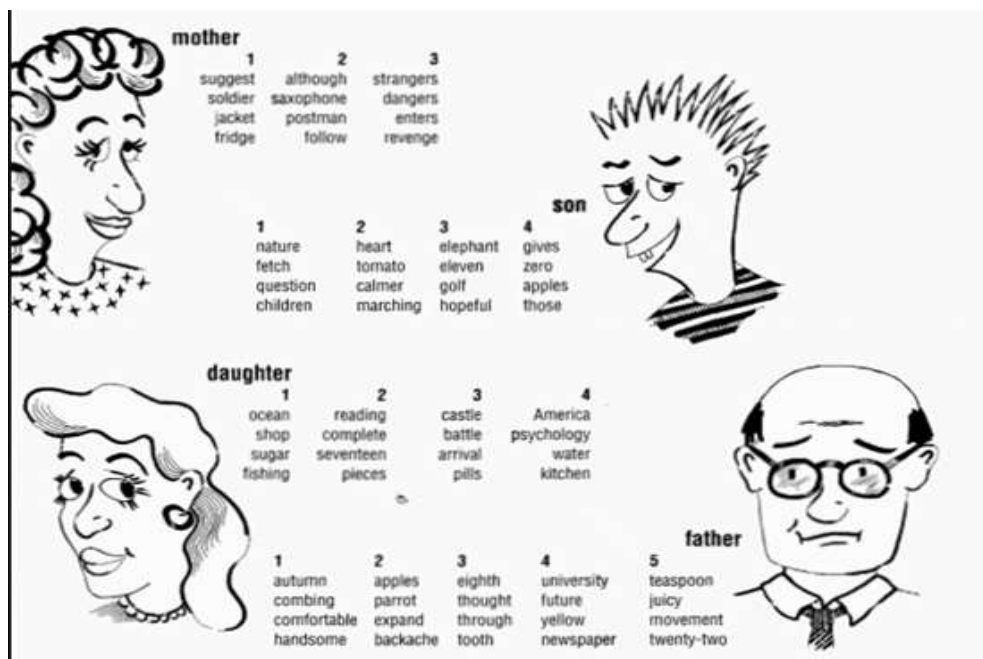 mother
1 2 3
suggest although strangers
soldier saxophone dangers
jacket postman enters
fridge follow revenge
son
1 2 3 4
nature heart elephant gives
fetch tomato eleven zero
question calmer golf apples
children marching hopeful those
daughter
1 2 3 4
ocean reading castle America
shop complete battle psychology
sugar seventeen arrival water
fishing pieces pills kitchen
father
1 2 3 4 5
autumn apples eighth university teaspoon
combing parrot thought future juicy
comfortable expand through yellow movement
handsome backache tooth newspaper twenty-two